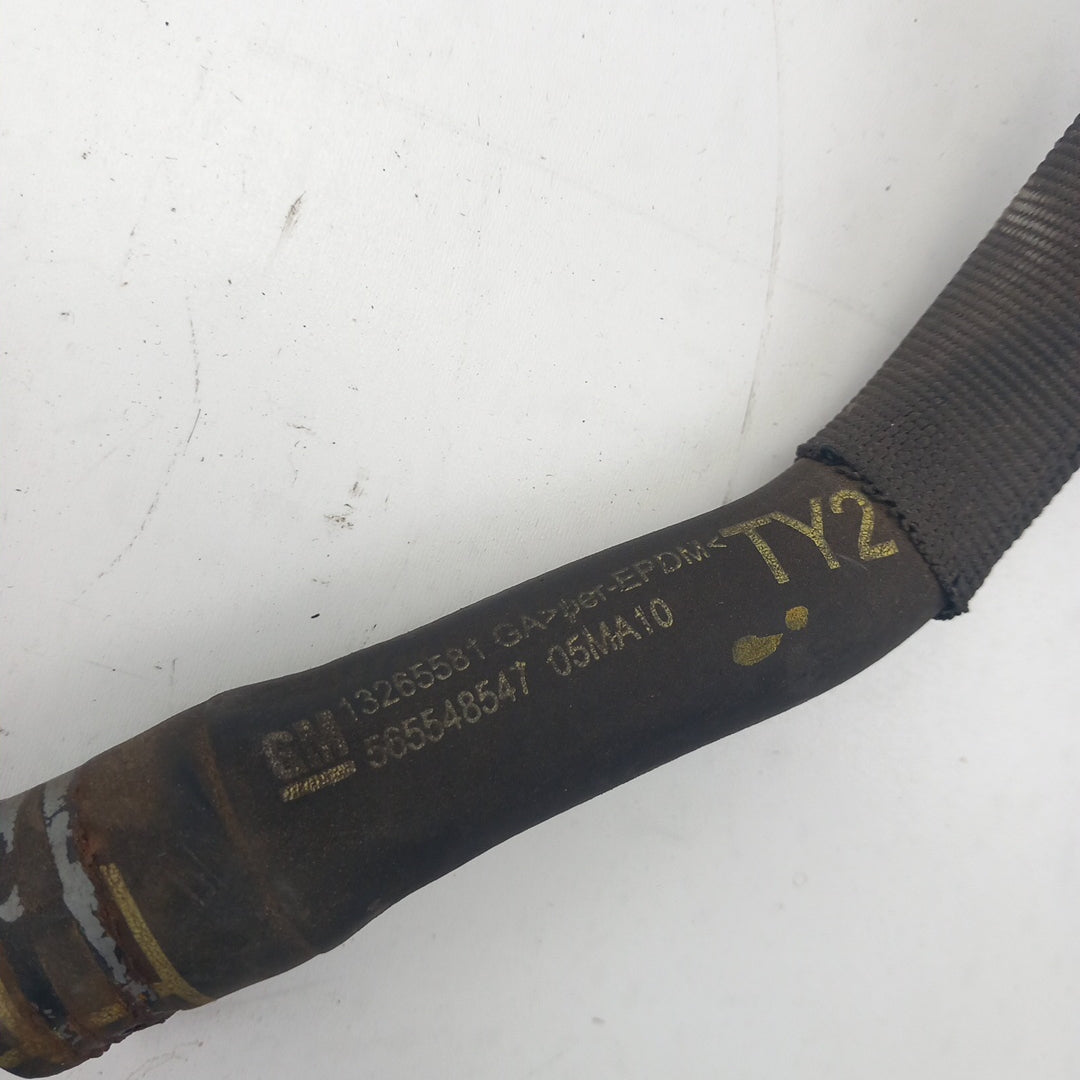 GM 13265581 GA >per-EPDM< TY2
565548547 05MA10